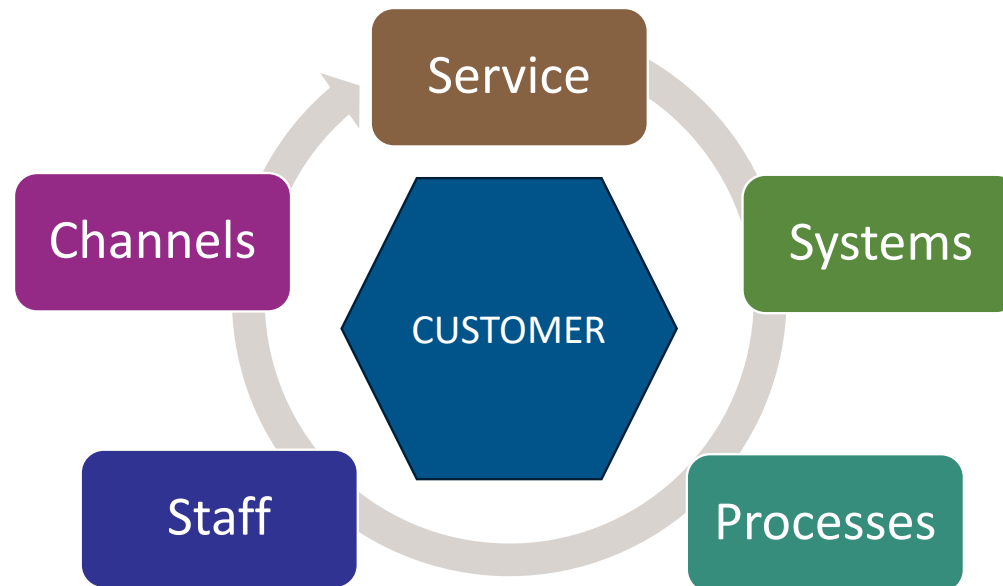 Service
Channels
Systems
CUSTOMER
Staff
Processes